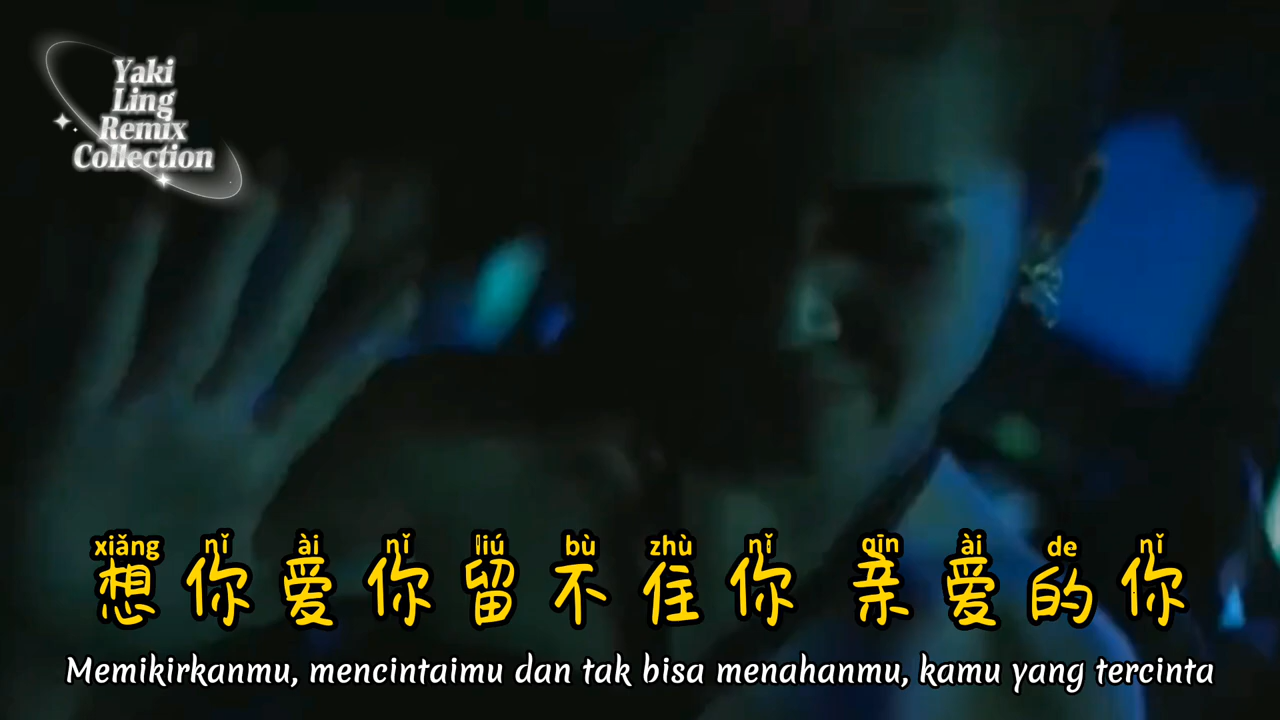 Yaki
Ling
Remix
Collection
xiǎng nǐ ài nǐ liú bù zhù nǐ qīn ài de nǐ
想你爱你留不住你 亲爱的你
Memikirkanmu, mencintaimu dan tak bisa menahanmu, kamu yang tercinta